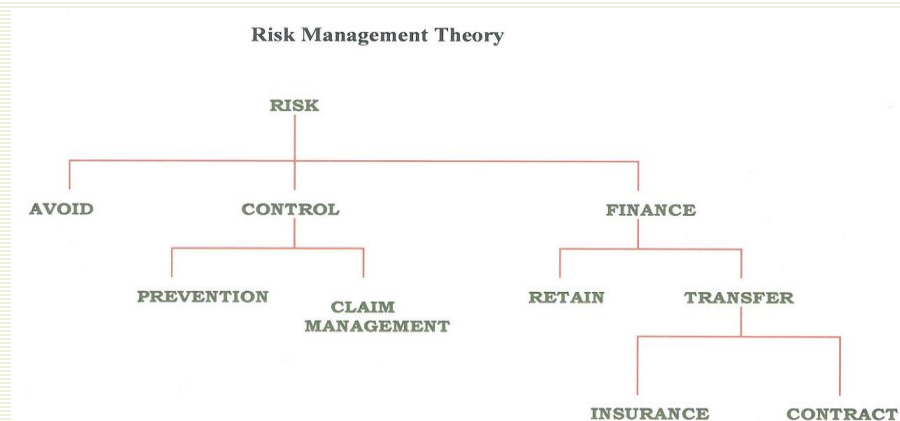 Risk Management Theory
RISK
AVOID
CONTROL
FINANCE
PREVENTION
CLAIM
MANAGEMENT
RETAIN
TRANSFER
INSURANCE
CONTRACT